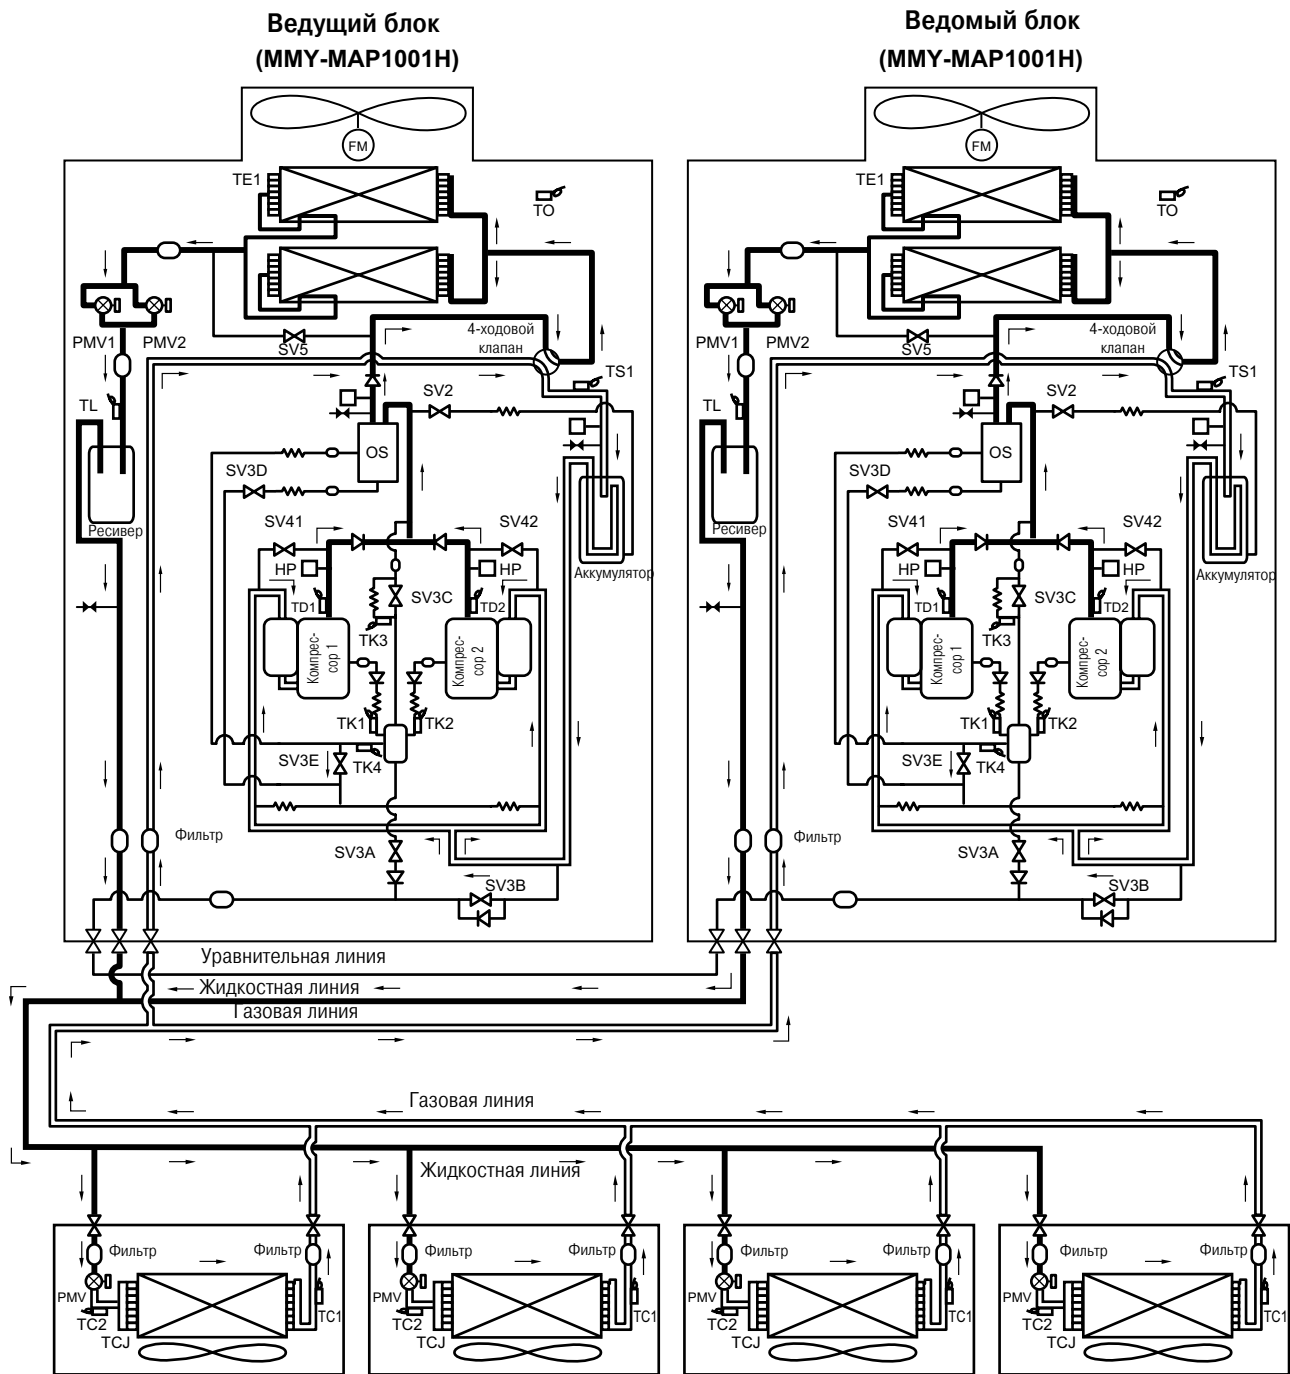 Ведущий блок
(MMY-MAP1001H)
Ведомый блок
(MMY-MAP1001H)
FM
TE1
TO
4-ходовой
клапан
PMV1
PMV2
SV5
TS1
TL
SV2
OS
SV3D
Ресивер
SV41
SV42
Аккумулятор
HP
HP
TD1
SV3C
TD2
TK3
Компрес-
сор 1
Компрес-
сор 2
TK1
TK2
SV3E
TK4
Фильтр
SV3A
SV3B
FM
TE1
TO
4-ходовой
клапан
PMV1
PMV2
SV5
TS1
TL
SV2
OS
SV3D
Ресивер
SV41
SV42
Аккумулятор
HP
HP
TD1
SV3C
TD2
TK3
Компрес-
сор 1
Компрес-
сор 2
TK1
TK2
SV3E
TK4
Фильтр
SV3A
SV3B
Уравнительная линия
Жидкостная линия
Газовая линия
Газовая линия
Жидкостная линия
Фильтр
Фильтр
PMV
TC2
TCJ
TC1
Фильтр
Фильтр
PMV
TC2
TCJ
TC1
Фильтр
Фильтр
PMV
TC2
TCJ
TC1
Фильтр
Фильтр
PMV
TC2
TCJ
TC1